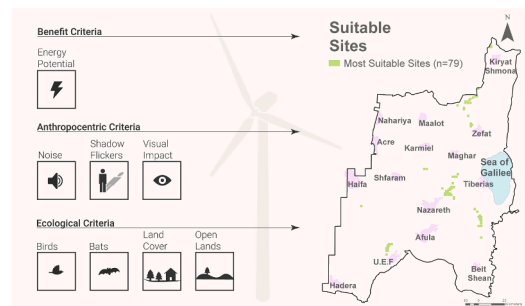 Benefit Criteria
Energy
Potential
Anthropocentric Criteria
Noise
Shadow
Flickers
Visual
Impact
Ecological Criteria
Birds
Bats
Land
Cover
Open
Lands
Suitable
Sites
Most Suitable Sites (n=79)
N
Kiryat
Shmona
Nahariya
Maalot
Zefat
Acre
Karmiel
Maghar
Sea of
Galilee
Haifa
Shfaram
Tiberias
Nazareth
Afula
U.E.F
Beit
Shean
Hadera